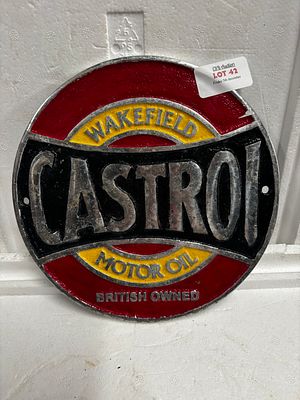 LOT 42
WAKEFIELD
CASTROL
MOTOR OIL
BRITISH OWNED